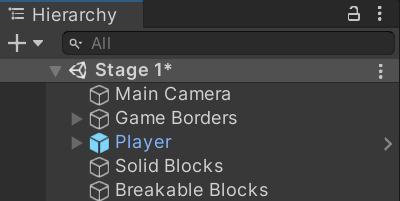 Hierarchy
All
Stage 1*
Main Camera
Game Borders
Player
Solid Blocks
Breakable Blocks